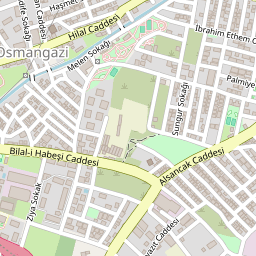 Hilal Caddesi
İbrahim Ethem C
Haşmet
Osmangazi
Melen Sokağı
Palmiye
Sungur Sokağı
Bilal-i Habeşi Caddesi
Alsancak Caddesi
Ziya Sokak
yazıt Caddesi